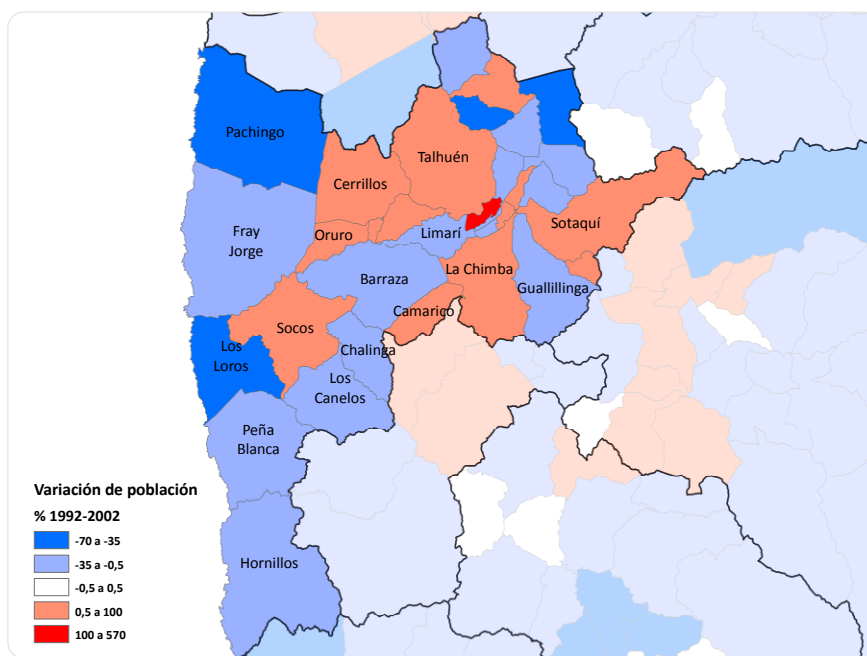 Pachingo
Talhuén
Cerrillos
Fray
Jorge
Oruro
Limarí
Sotaquí
Barraza
La Chimba
Guallillinga
Camarico
Socos
Los
Loros
Chalinga
Los
Canelos
Peña
Blanca
Hornillos
Variación de población
% 1992-2002
-70 a -35
-35 a -0,5
-0,5 a 0,5
0,5 a 100
100 a 570